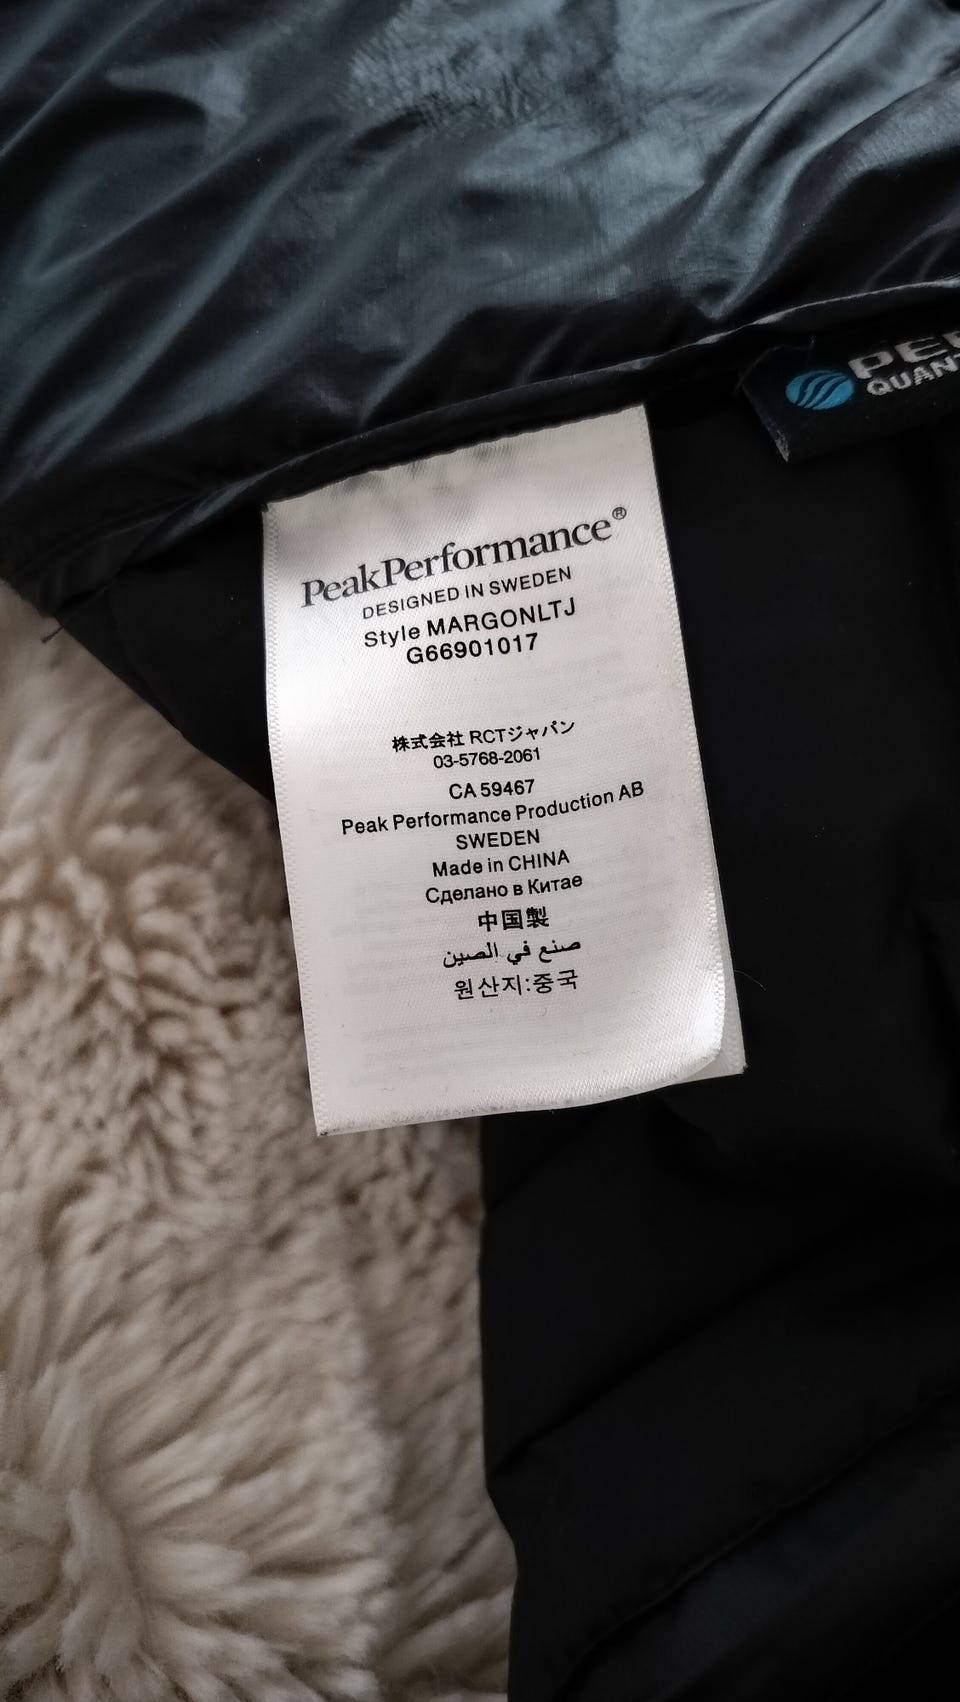 PeakPerformance®
DESIGNED IN SWEDEN
Style MARGONLTJ
G66901017
株式会社 RCTジャパン
03-5768-2061
CA 59467
Peak Performance Production AB
SWEDEN
Made in CHINA
Сделано в Китае
中国製
صنع في الصين
원산지:중국